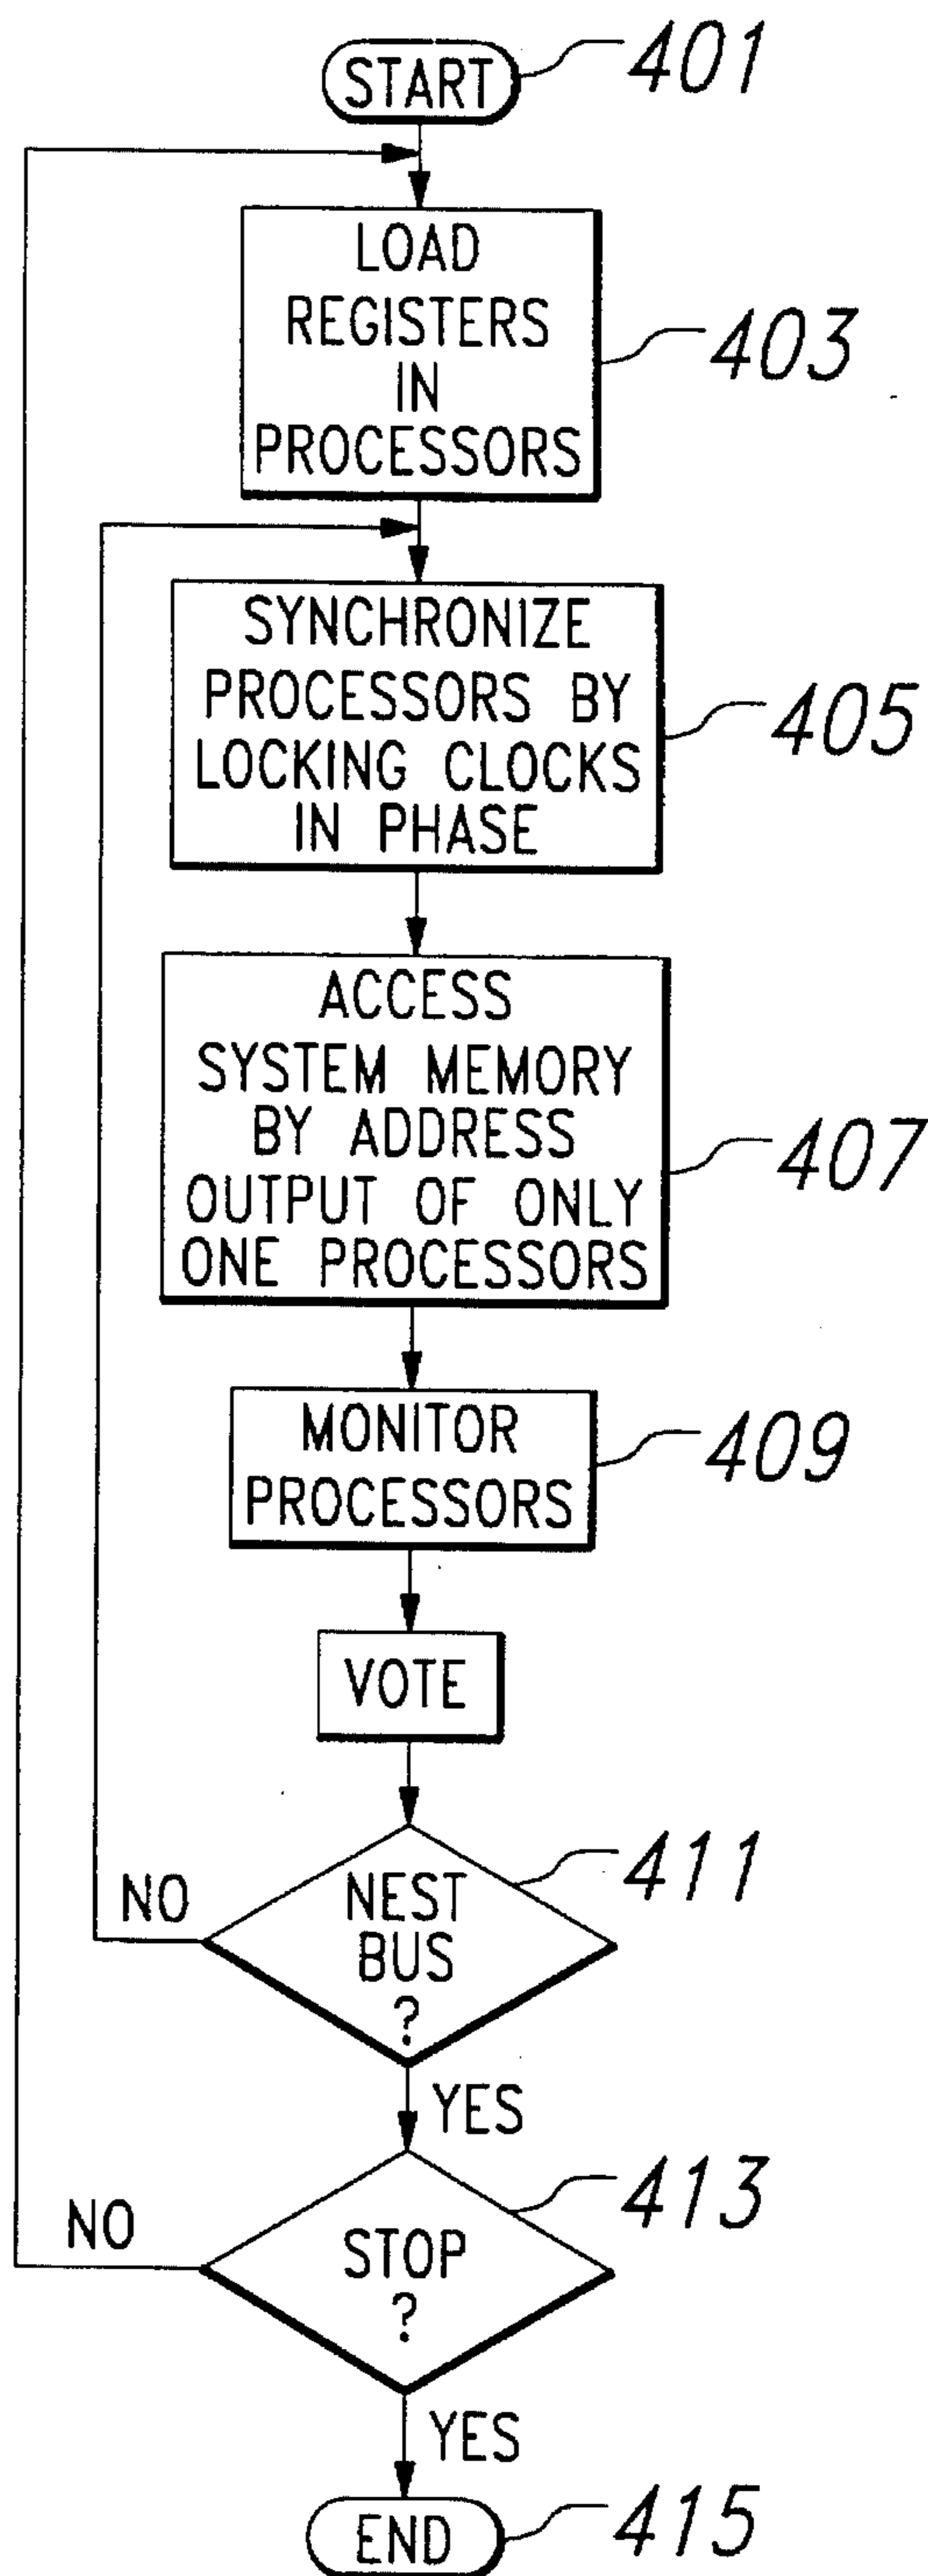 START
401
LOAD
REGISTERS
IN
PROCESSORS
403
SYNCHRONIZE
PROCESSORS BY
LOCKING CLOCKS
IN PHASE
405
ACCESS
SYSTEM MEMORY
BY ADDRESS
OUTPUT OF ONLY
ONE PROCESSORS
407
MONITOR
PROCESSORS
409
VOTE
NEST
BUS
?
411
NO
YES
STOP
?
413
NO
YES
END
415